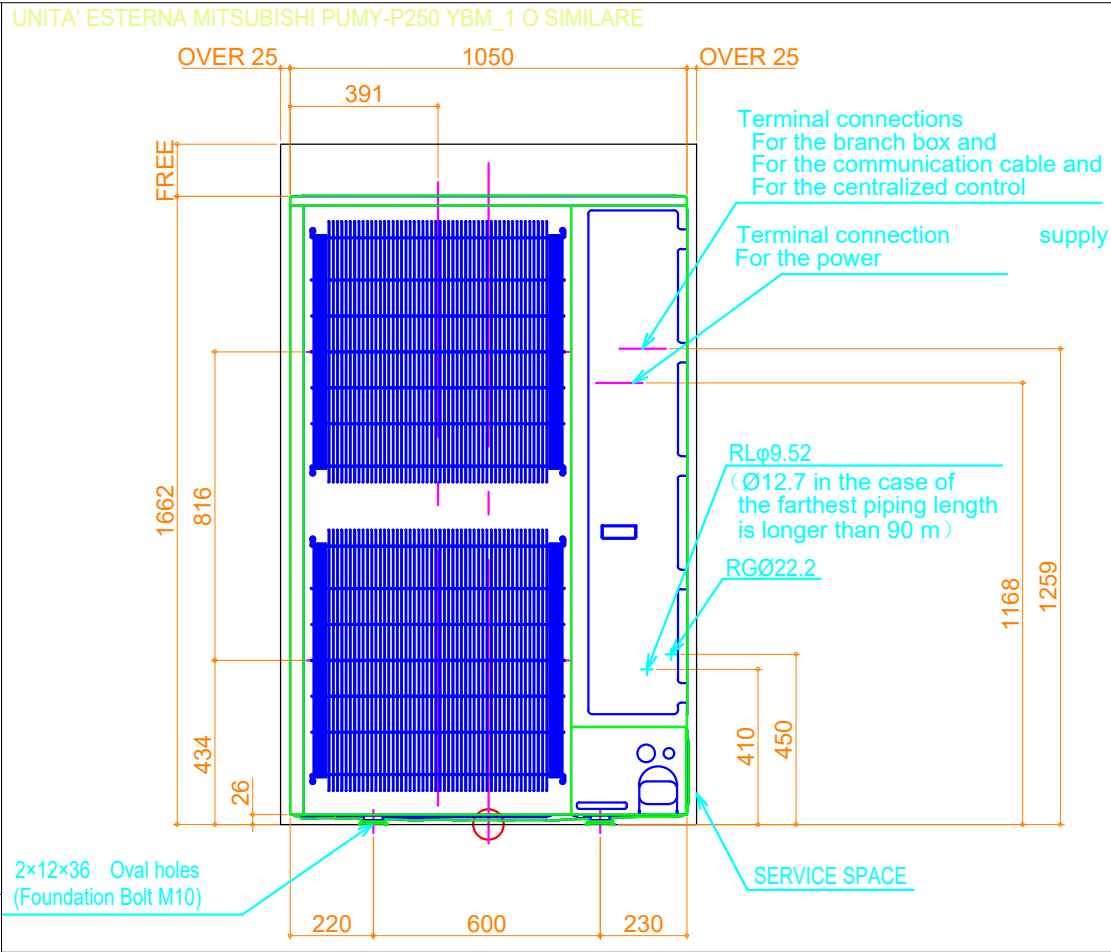 UNITA' ESTERNA MITSUBISHI PUMY-P250 YBM_1 O SIMILARE
OVER 25
1050
OVER 25
391
FREE
Terminal connections
For the branch box and
For the communication cable and
For the centralized control
Terminal connection supply
For the power
1662
816
RLφ9.52
（Ø12.7 in the case of
the farthest piping length
is longer than 90 m）
RGØ22.2
1168
1259
434
26
410
450
2×12×36 Oval holes
(Foundation Bolt M10)
SERVICE SPACE
220
600
230